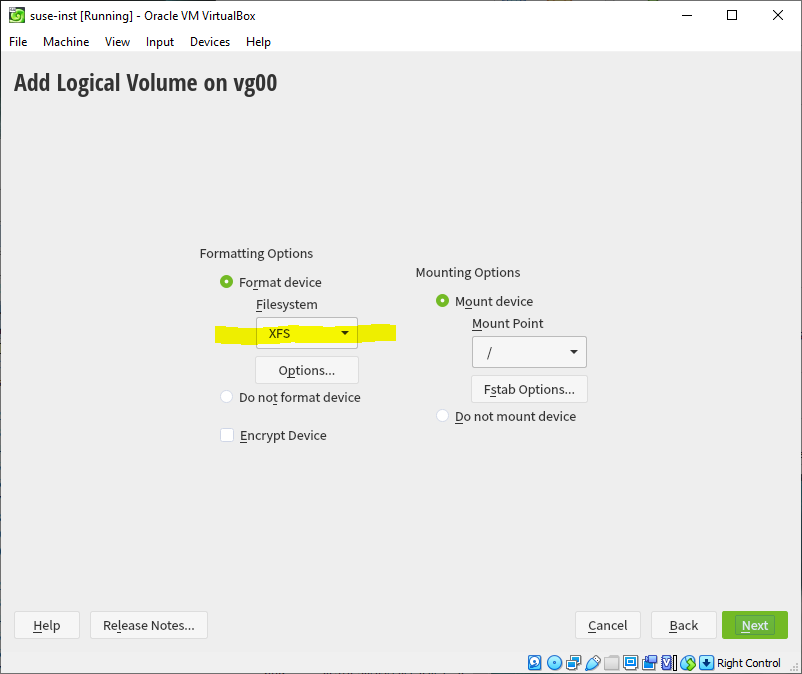 suse-inst [Running] - Oracle VM VirtualBox
File Machine View Input Devices Help
Add Logical Volume on vg00
Formatting Options
Format device
Filesystem
XFS
Options...
Do not format device
Encrypt Device
Mounting Options
Mount device
Mount Point
/
Fstab Options...
Do not mount device
Help Release Notes... Cancel Back Next
Right Control